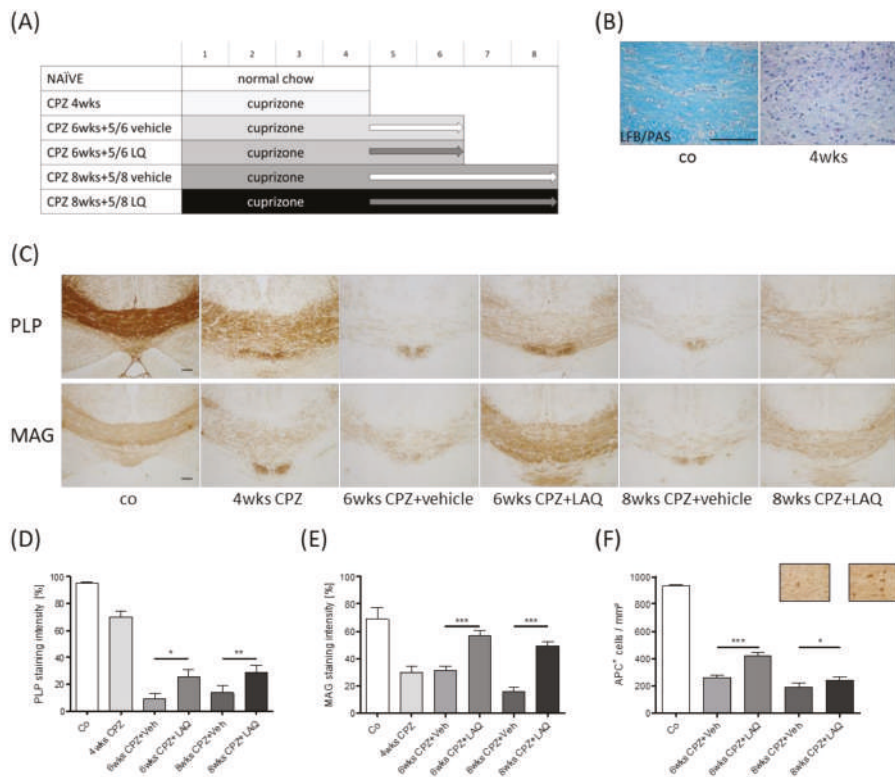 (A)
1 2 3 4 5 6 7 8
NAÏVE normal chow
CPZ 4wks cuprizone
CPZ 6wks+5/6 vehicle cuprizone
CPZ 6wks+5/6 LQ cuprizone
CPZ 8wks+5/8 vehicle cuprizone
CPZ 8wks+5/8 LQ cuprizone
(B)
LFB/PAS
co 4wks
(C)
PLP
MAG
co 4wks CPZ 6wks CPZ+vehicle 6wks CPZ+LAQ 8wks CPZ+vehicle 8wks CPZ+LAQ
(D)
PLP staining intensity [%]
100
80
60
40
20
0
* **
Co 4wks CPZ 6wks CPZ+Veh 6wks CPZ+LAQ 8wks CPZ+Veh 8wks CPZ+LAQ
(E)
MAG staining intensity [%]
100
80
60
40
20
0
*** ***
Co 4wks CPZ 6wks CPZ+Veh 6wks CPZ+LAQ 8wks CPZ+Veh 8wks CPZ+LAQ
(F)
APC⁺ cells / mm²
1000
800
600
400
200
0
*** *
Co 6wks CPZ+Veh 6wks CPZ+LAQ 8wks CPZ+Veh 8wks CPZ+LAQ